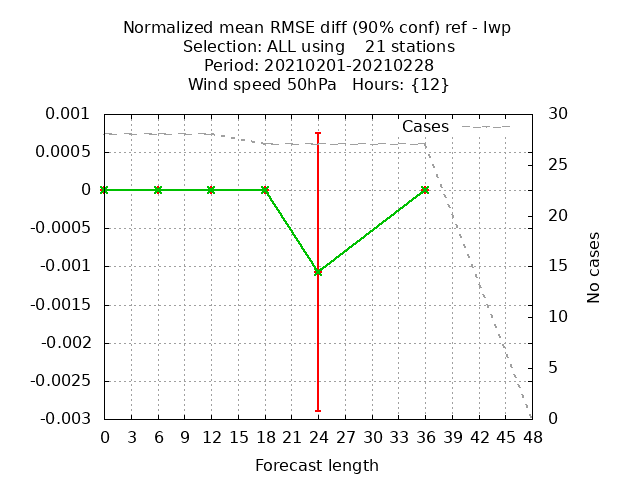 Normalized mean RMSE diff (90% conf) ref - lwp
Selection: ALL using    21 stations
Period: 20210201-20210228
Wind speed 50hPa   Hours: {12}
Cases
0.001
0.0005
0
-0.0005
-0.001
-0.0015
-0.002
-0.0025
-0.003
30
25
20
15
10
5
0
No cases
0 3 6 9 12 15 18 21 24 27 30 33 36 39 42 45 48
Forecast length